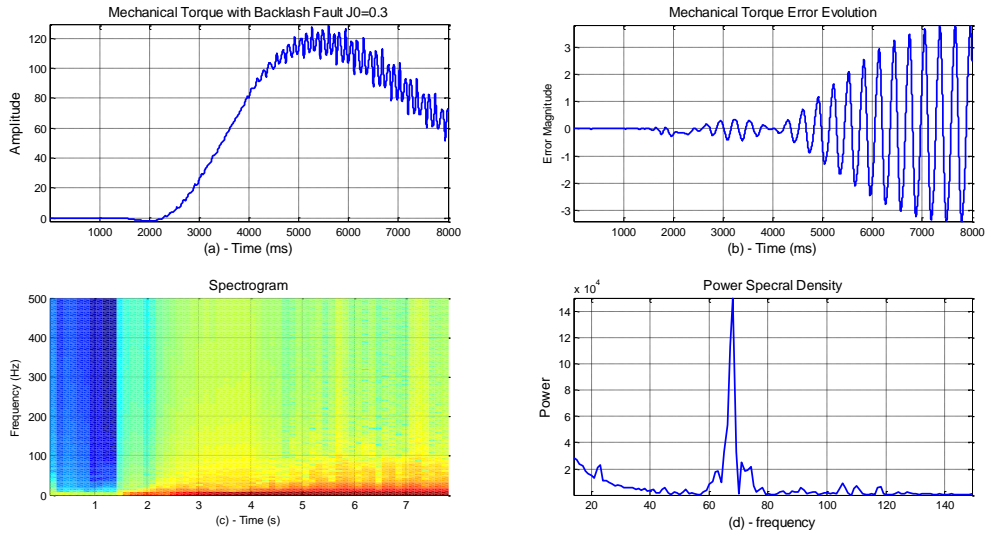 Mechanical Torque with Backlash Fault J0=0.3
Amplitude
120
100
80
60
40
20
0
1000 2000 3000 4000 5000 6000 7000 8000
(a) - Time (ms)
Mechanical Torque Error Evolution
Error Magnitude
3
2
1
0
-1
-2
-3
1000 2000 3000 4000 5000 6000 7000 8000
(b) - Time (ms)
Spectrogram
Frequency (Hz)
500
400
300
200
100
0
1 2 3 4 5 6 7
(c) - Time (s)
Power Specral Density
x 10^4
Power
14
12
10
8
6
4
2
20 40 60 80 100 120 140
(d) - frequency